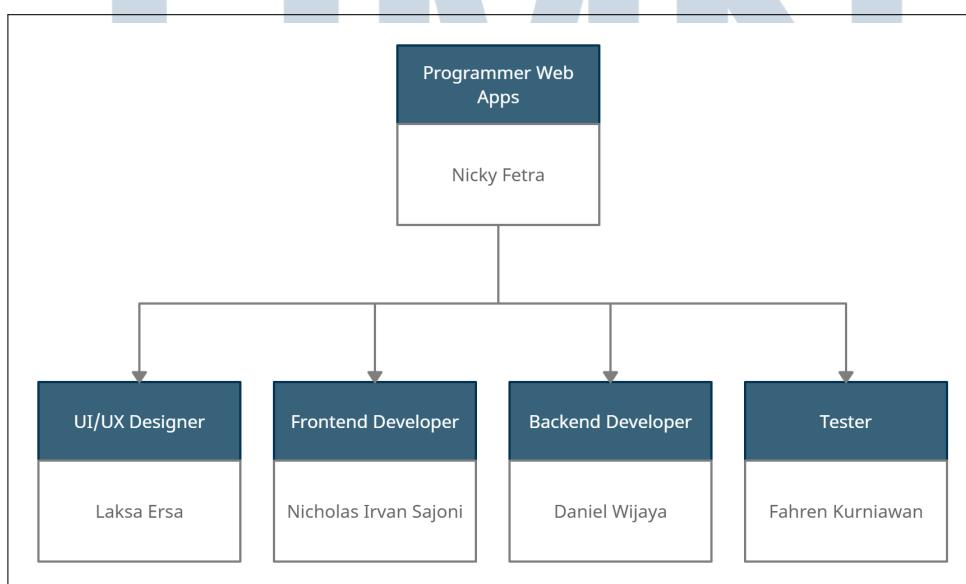 Programmer Web
Apps
Nicky Fetra
UI/UX Designer
Frontend Developer
Backend Developer
Tester
Laksa Ersa
Nicholas Irvan Sajoni
Daniel Wijaya
Fahren Kurniawan